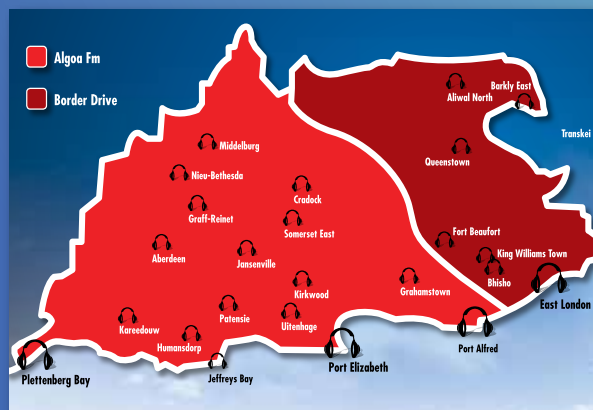 Algoa Fm
Border Drive
Barkly East
Aliwal North
Transkei
Middelburg
Queenstown
Nieu-Bethesda
Cradock
Graff-Reinet
Somerset East
Fort Beaufort
Aberdeen
Jansenville
King Williams Town
Bhisho
Kirkwood
Grahamstown
East London
Patensie
Kareedouw
Uitenhage
Humansdorp
Port Alfred
Port Elizabeth
Plettenberg Bay
Jeffreys Bay